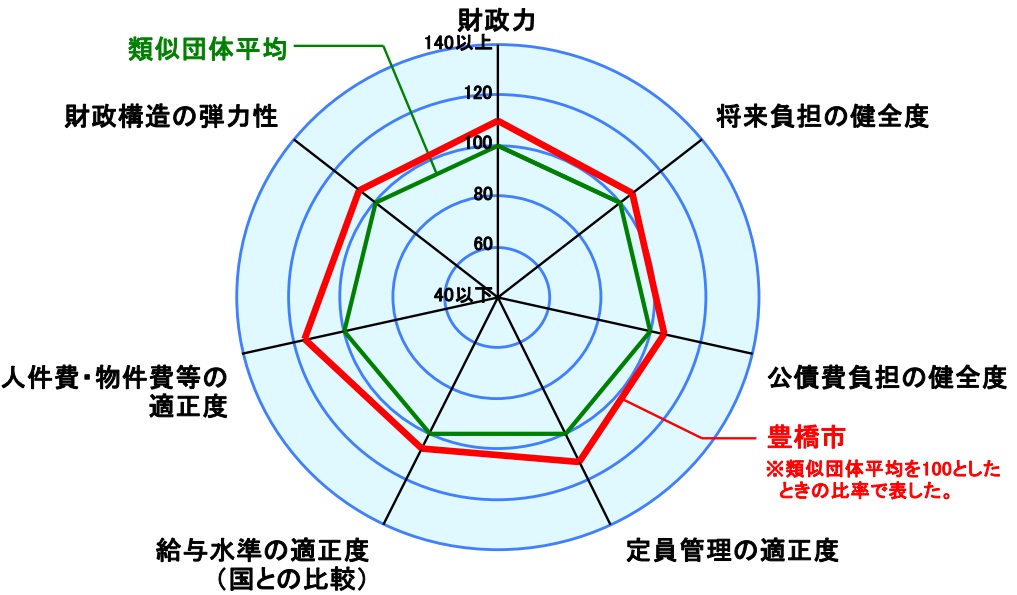 財政力
140以上
類似団体平均
120
財政構造の弾力性
将来負担の健全度
100
80
60
40以下
人件費・物件費等の
適正度
公債費負担の健全度
豊橋市
※類似団体平均を100とした
ときの比率で表した。
給与水準の適正度
（国との比較）
定員管理の適正度